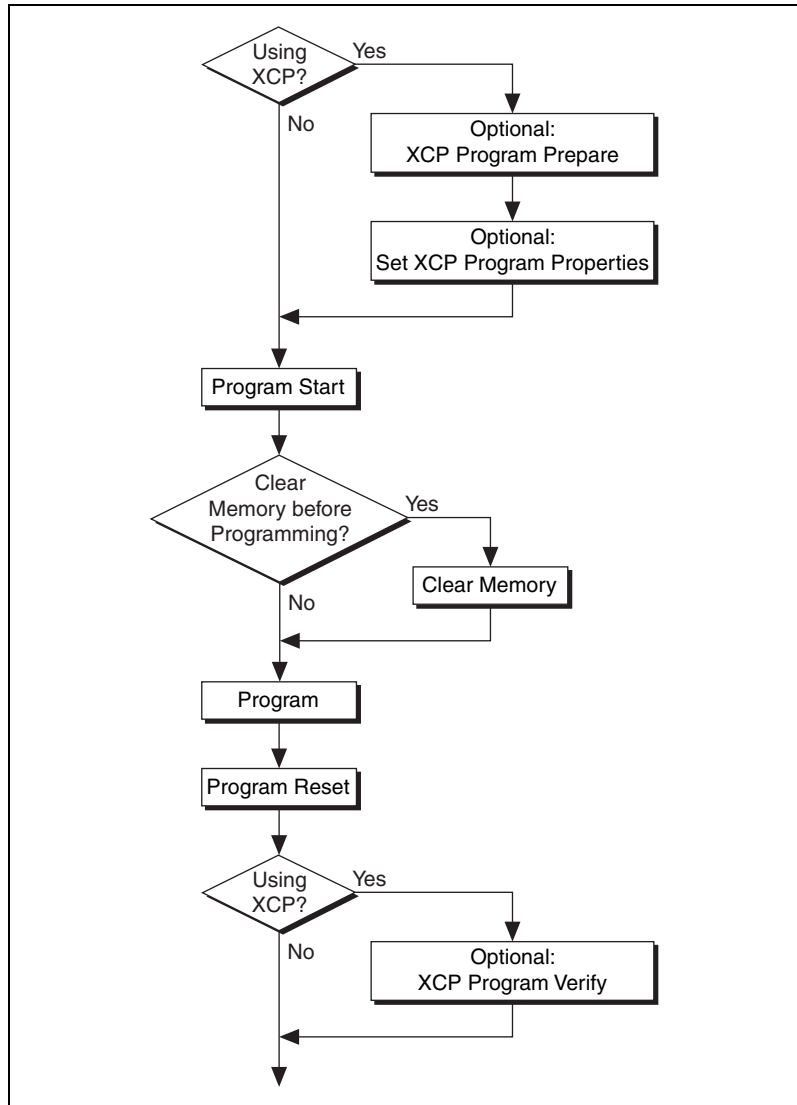 Using
XCP?
Yes
No
Optional:
XCP Program Prepare
Optional:
Set XCP Program Properties
Program Start
Clear
Memory before
Programming?
Yes
No
Clear Memory
Program
Program Reset
Using
XCP?
Yes
No
Optional:
XCP Program Verify